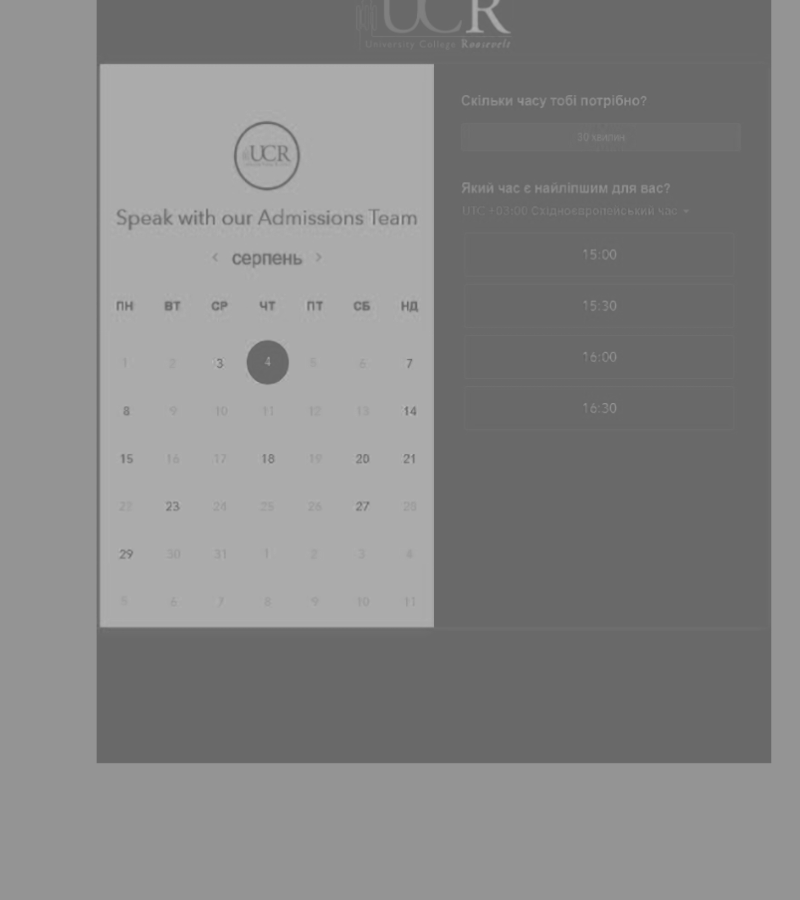 UCR
University College Roosevelt
UCR
Speak with our Admissions Team
‹ серпень ›
ПН ВТ СР ЧТ ПТ СБ НД
1 2 3 4 5 6 7
8 9 10 11 12 13 14
15 16 17 18 19 20 21
22 23 24 25 26 27 28
29 30 31 1 2 3 4
5 6 7 8 9 10 11
Скільки часу тобі потрібно?
30 хвилин
Який час є найліпшим для вас?
UTC +03:00 Східноєвропейський час
15:00
15:30
16:00
16:30